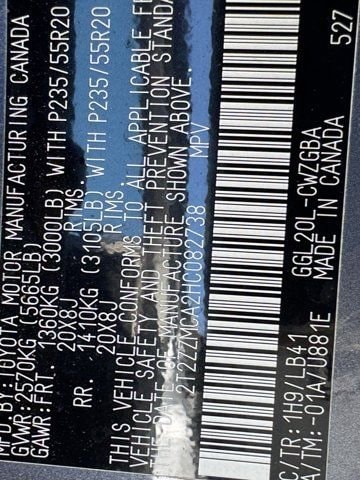 MFD. BY: TOYOTA MOTOR MANUFACTURING CANADA
GVWR: 2570KG (5665LB)
GAWR: FRT. 1360KG (3000LB) WITH P235/55R20
20X8J RIMS,
RR. 1410KG (3105LB) WITH P235/55R20
20X8J RIMS,
THIS VEHICLE CONFORMS TO ALL APPLICABLE
VEHICLE SAFETY AND THEFT PREVENTION STANDA
DATE OF MANUFACTURE SHOWN ABOVE.
2T2ZZMCA2HC082738 MPV
GGL20L-CWZGBA
C/TR: 1H9/LB41
A/TM: -01A/U881E MADE IN CANADA 527